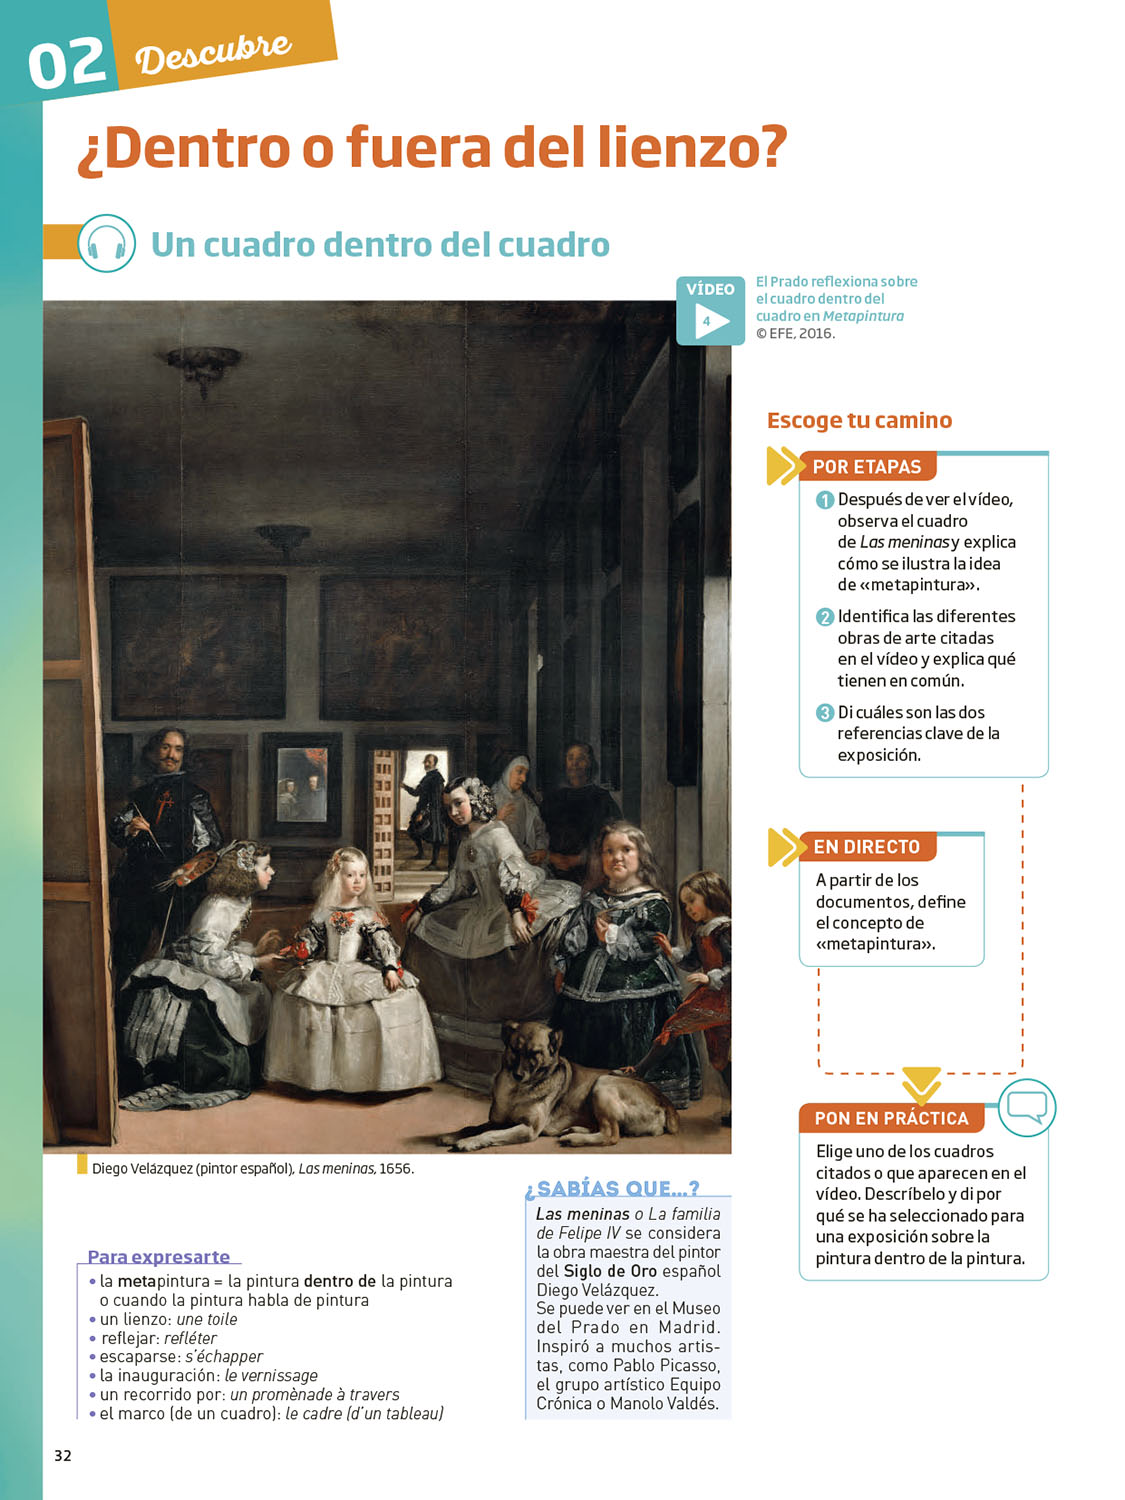 02 Descubre
¿Dentro o fuera del lienzo?
Un cuadro dentro del cuadro
VÍDEO
4
El Prado reflexiona sobre
el cuadro dentro del
cuadro en Metapintura
© EFE, 2016.
Escoge tu camino
POR ETAPAS
1 Después de ver el vídeo,
observa el cuadro
de Las meninas y explica
cómo se ilustra la idea
de «metapintura».
2 Identifica las diferentes
obras de arte citadas
en el vídeo y explica qué
tienen en común.
3 Di cuáles son las dos
referencias clave de la
exposición.
EN DIRECTO
A partir de los
documentos, define
el concepto de
«metapintura».
PON EN PRÁCTICA
Elige uno de los cuadros
citados o que aparecen en el
vídeo. Descríbelo y di por
qué se ha seleccionado para
una exposición sobre la
pintura dentro de la pintura.
Diego Velázquez (pintor español), Las meninas, 1656.
Para expresarte
• la metapintura = la pintura dentro de la pintura
o cuando la pintura habla de pintura
• un lienzo: une toile
• reflejar: refléter
• escaparse: s'échapper
• la inauguración: le vernissage
• un recorrido por: un promènade à travers
• el marco (de un cuadro): le cadre (d'un tableau)
¿SABÍAS QUE...?
Las meninas o La familia
de Felipe IV se considera
la obra maestra del pintor
del Siglo de Oro español
Diego Velázquez.
Se puede ver en el Museo
del Prado en Madrid.
Inspiró a muchos artis-
tas, como Pablo Picasso,
el grupo artístico Equipo
Crónica o Manolo Valdés.
32